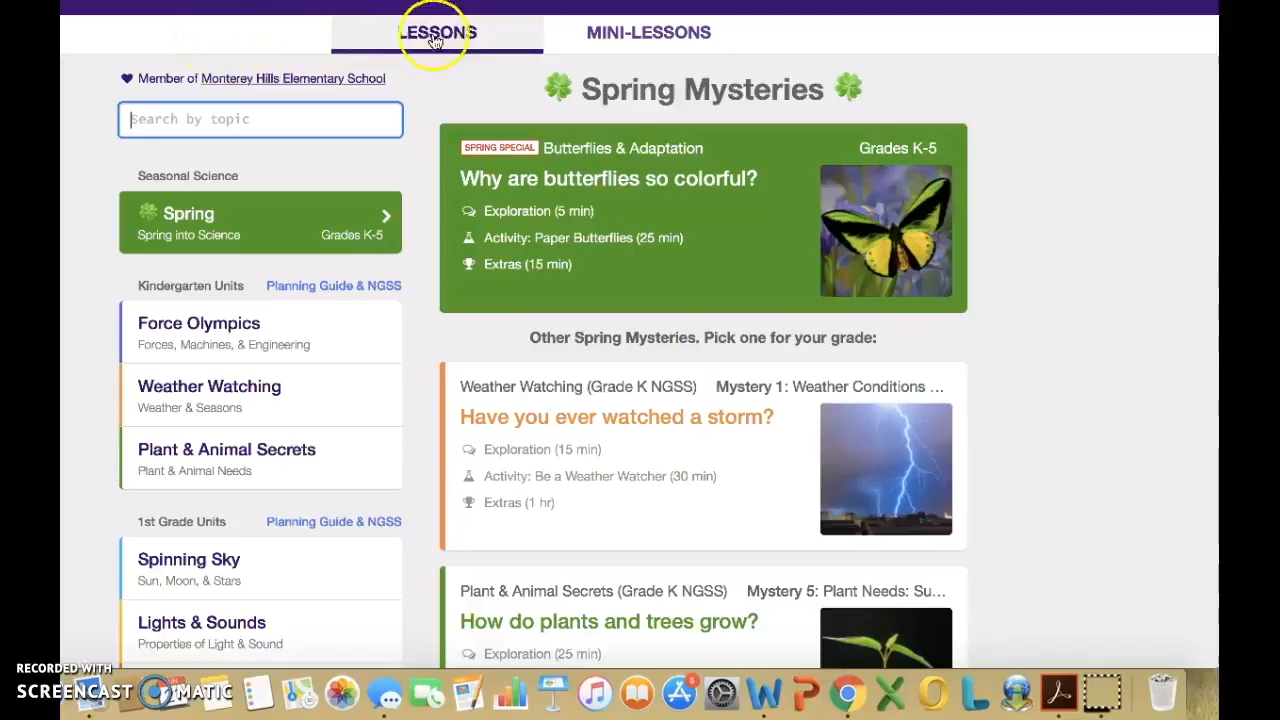 LESSONS
MINI-LESSONS
Member of Monterey Hills Elementary School
Search by topic
Seasonal Science
Spring
Spring into Science Grades K-5
Kindergarten Units Planning Guide & NGSS
Force Olympics
Forces, Machines, & Engineering
Weather Watching
Weather & Seasons
Plant & Animal Secrets
Plant & Animal Needs
1st Grade Units Planning Guide & NGSS
Spinning Sky
Sun, Moon, & Stars
Lights & Sounds
Properties of Light & Sound
Spring Mysteries
SPRING SPECIAL Butterflies & Adaptation Grades K-5
Why are butterflies so colorful?
Exploration (5 min)
Activity: Paper Butterflies (25 min)
Extras (15 min)
Other Spring Mysteries. Pick one for your grade:
Weather Watching (Grade K NGSS) Mystery 1: Weather Conditions ...
Have you ever watched a storm?
Exploration (15 min)
Activity: Be a Weather Watcher (30 min)
Extras (1 hr)
Plant & Animal Secrets (Grade K NGSS) Mystery 5: Plant Needs: Su...
How do plants and trees grow?
Exploration (25 min)
RECORDED WITH
SCREENCAST MATIC